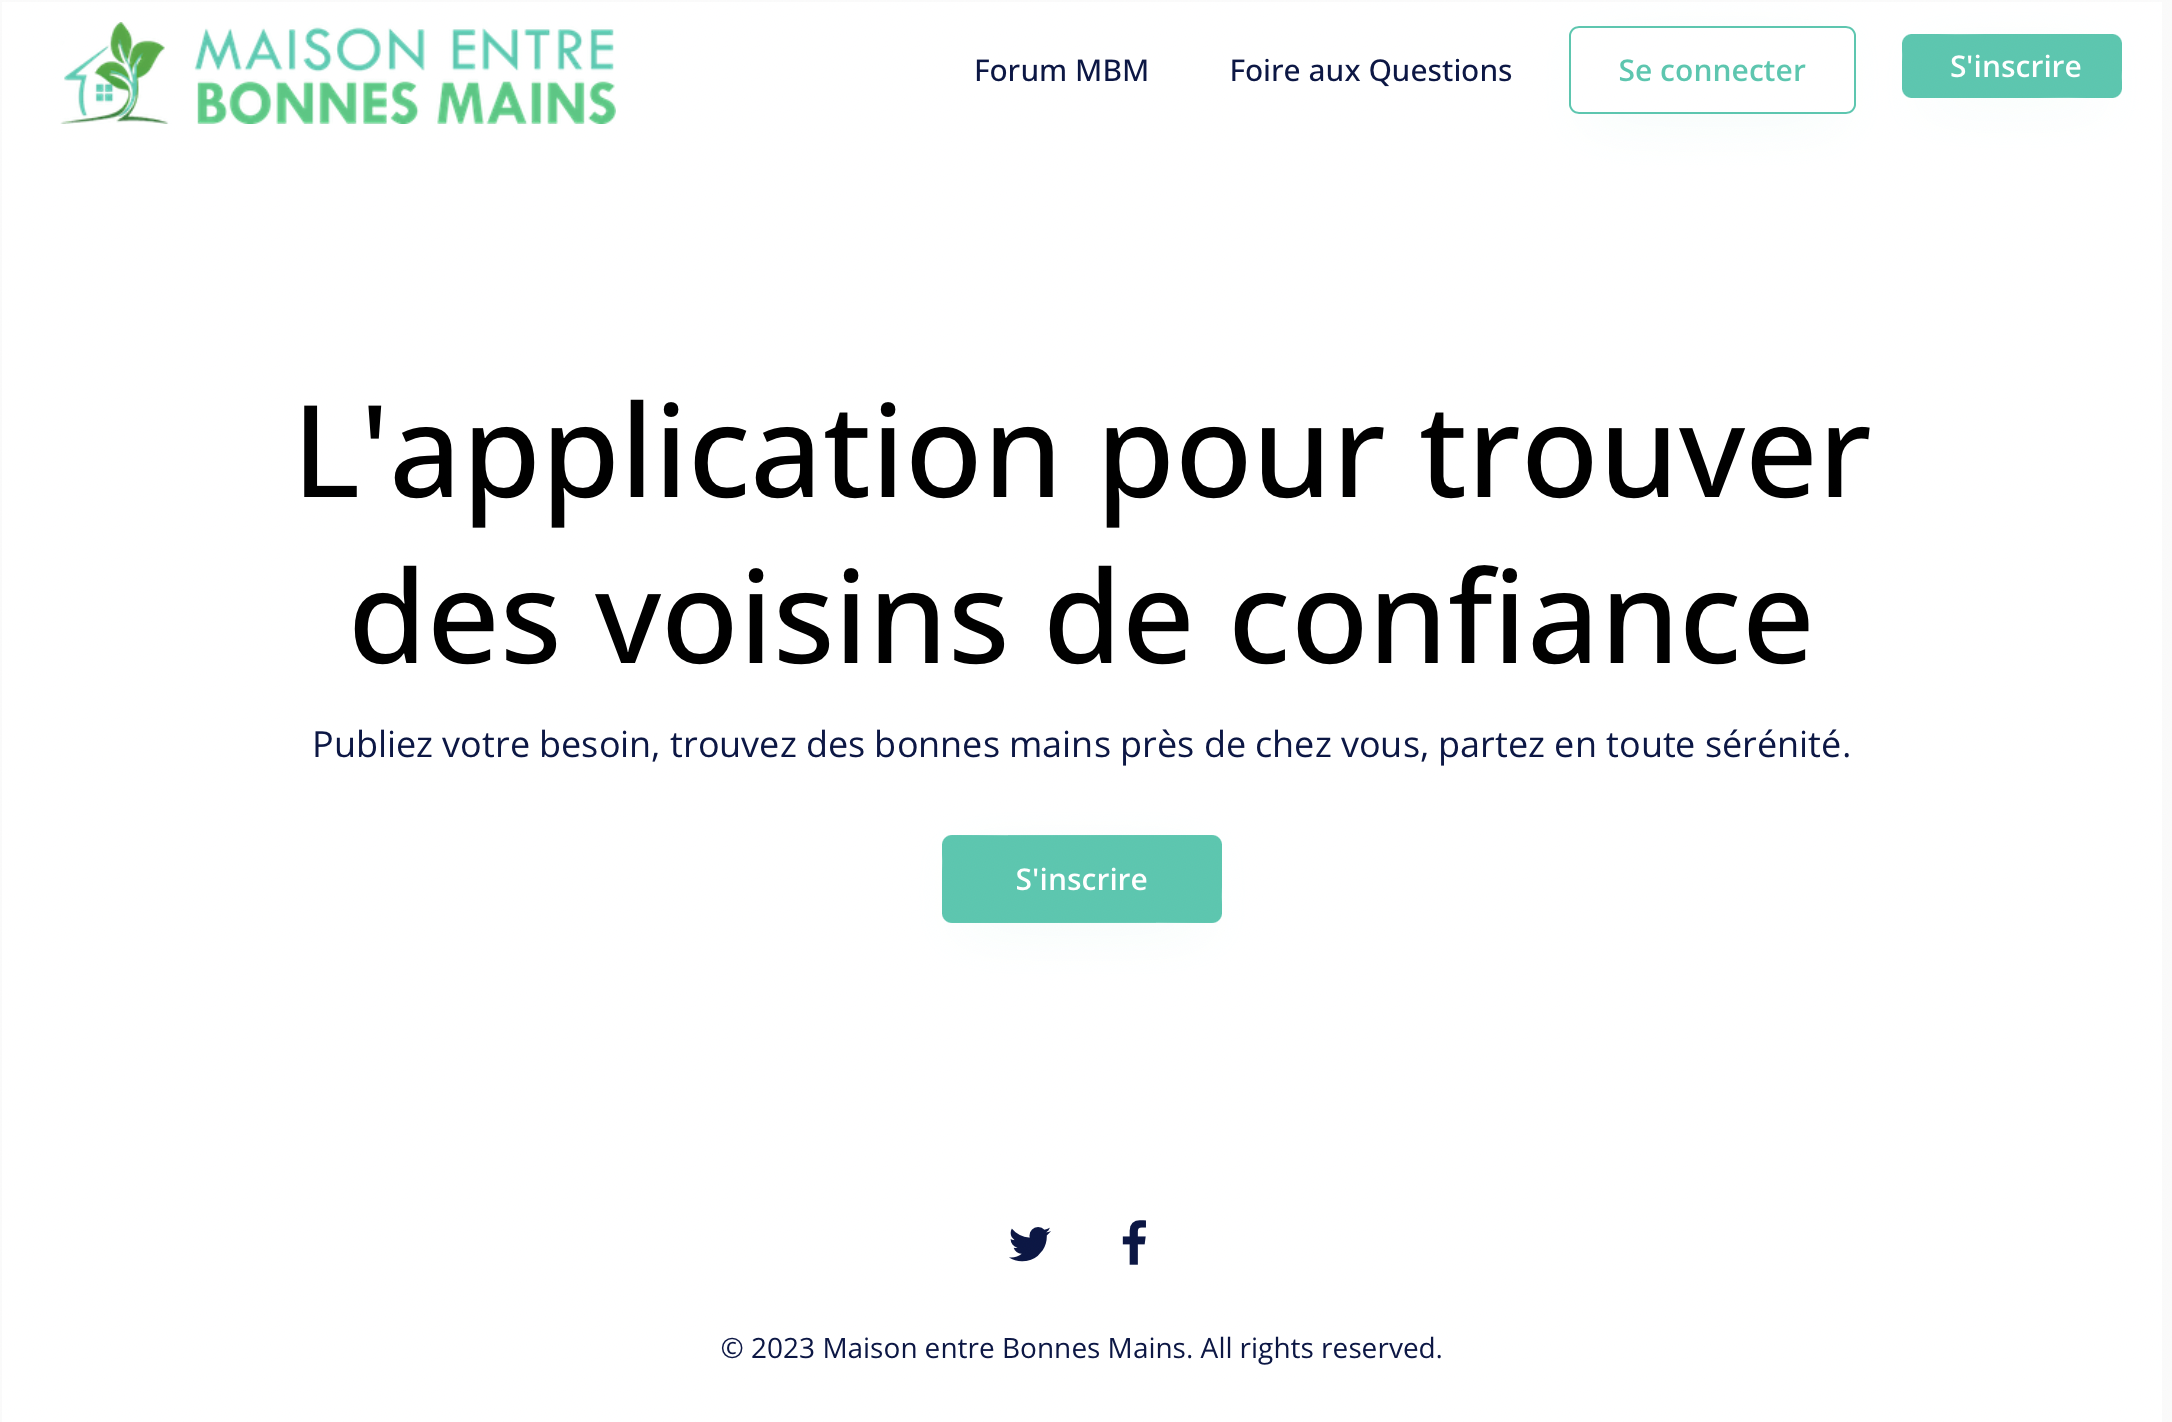 MAISON ENTRE
BONNES MAINS
Forum MBM
Foire aux Questions
Se connecter
S'inscrire
L'application pour trouver
des voisins de confiance
Publiez votre besoin, trouvez des bonnes mains près de chez vous, partez en toute sérénité.
S'inscrire
© 2023 Maison entre Bonnes Mains. All rights reserved.